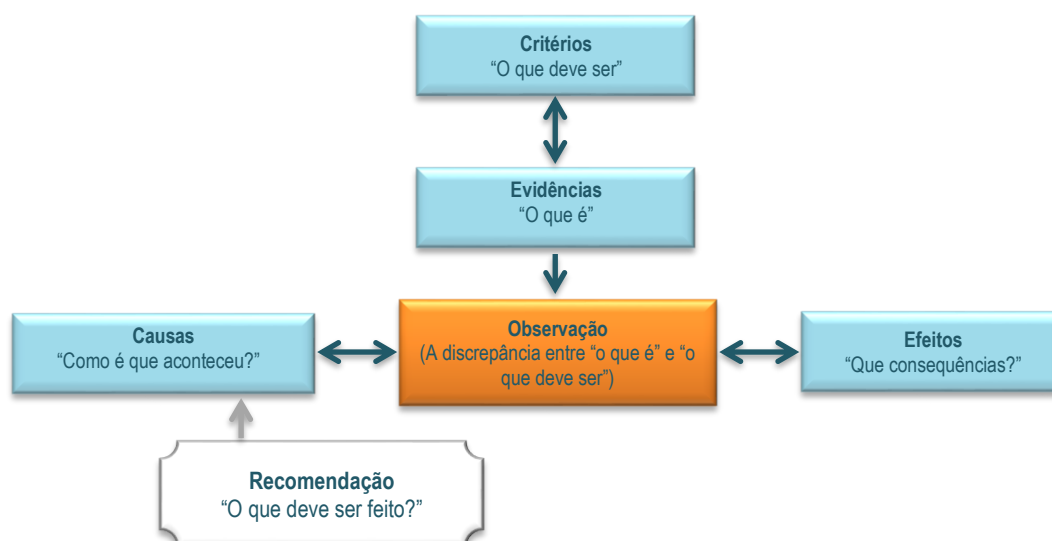 Critérios
“O que deve ser”
Evidências
“O que é”
Observação
(A discrepância entre “o que é” e “o
que deve ser”)
Causas
“Como é que aconteceu?”
Efeitos
“Que consequências?”
Recomendação
“O que deve ser feito?”